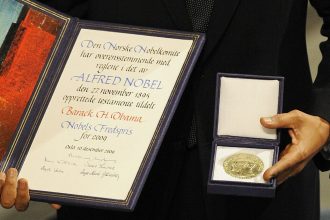 Den Norske Nobelkomite
har overensstemmende med
reglene i det av
ALFRED NOBEL
den 27. november 1895
opprettede testamente tildelt
Barack H. Obama
Nobels Fredspris
for 2009
Oslo, 10. desember 2009